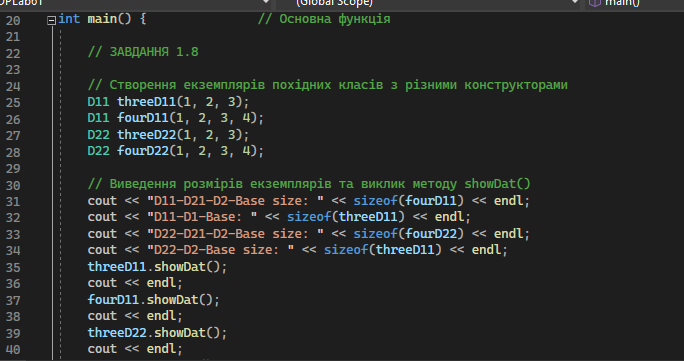 (Global Scope) main()
20 int main() { // Основна функція
21
22 // ЗАВДАННЯ 1.8
23
24 // Створення екземплярів похідних класів з різними конструкторами
25 D11 threeD11(1, 2, 3);
26 D11 fourD11(1, 2, 3, 4);
27 D22 threeD22(1, 2, 3);
28 D22 fourD22(1, 2, 3, 4);
29
30 // Виведення розмірів екземплярів та виклик методу showDat()
31 cout << "D11-D21-D2-Base size: " << sizeof(fourD11) << endl;
32 cout << "D11-D1-Base: " << sizeof(threeD11) << endl;
33 cout << "D22-D21-D2-Base size: " << sizeof(fourD22) << endl;
34 cout << "D22-D2-Base size: " << sizeof(threeD11) << endl;
35 threeD11.showDat();
36 cout << endl;
37 fourD11.showDat();
38 cout << endl;
39 threeD22.showDat();
40 cout << endl;